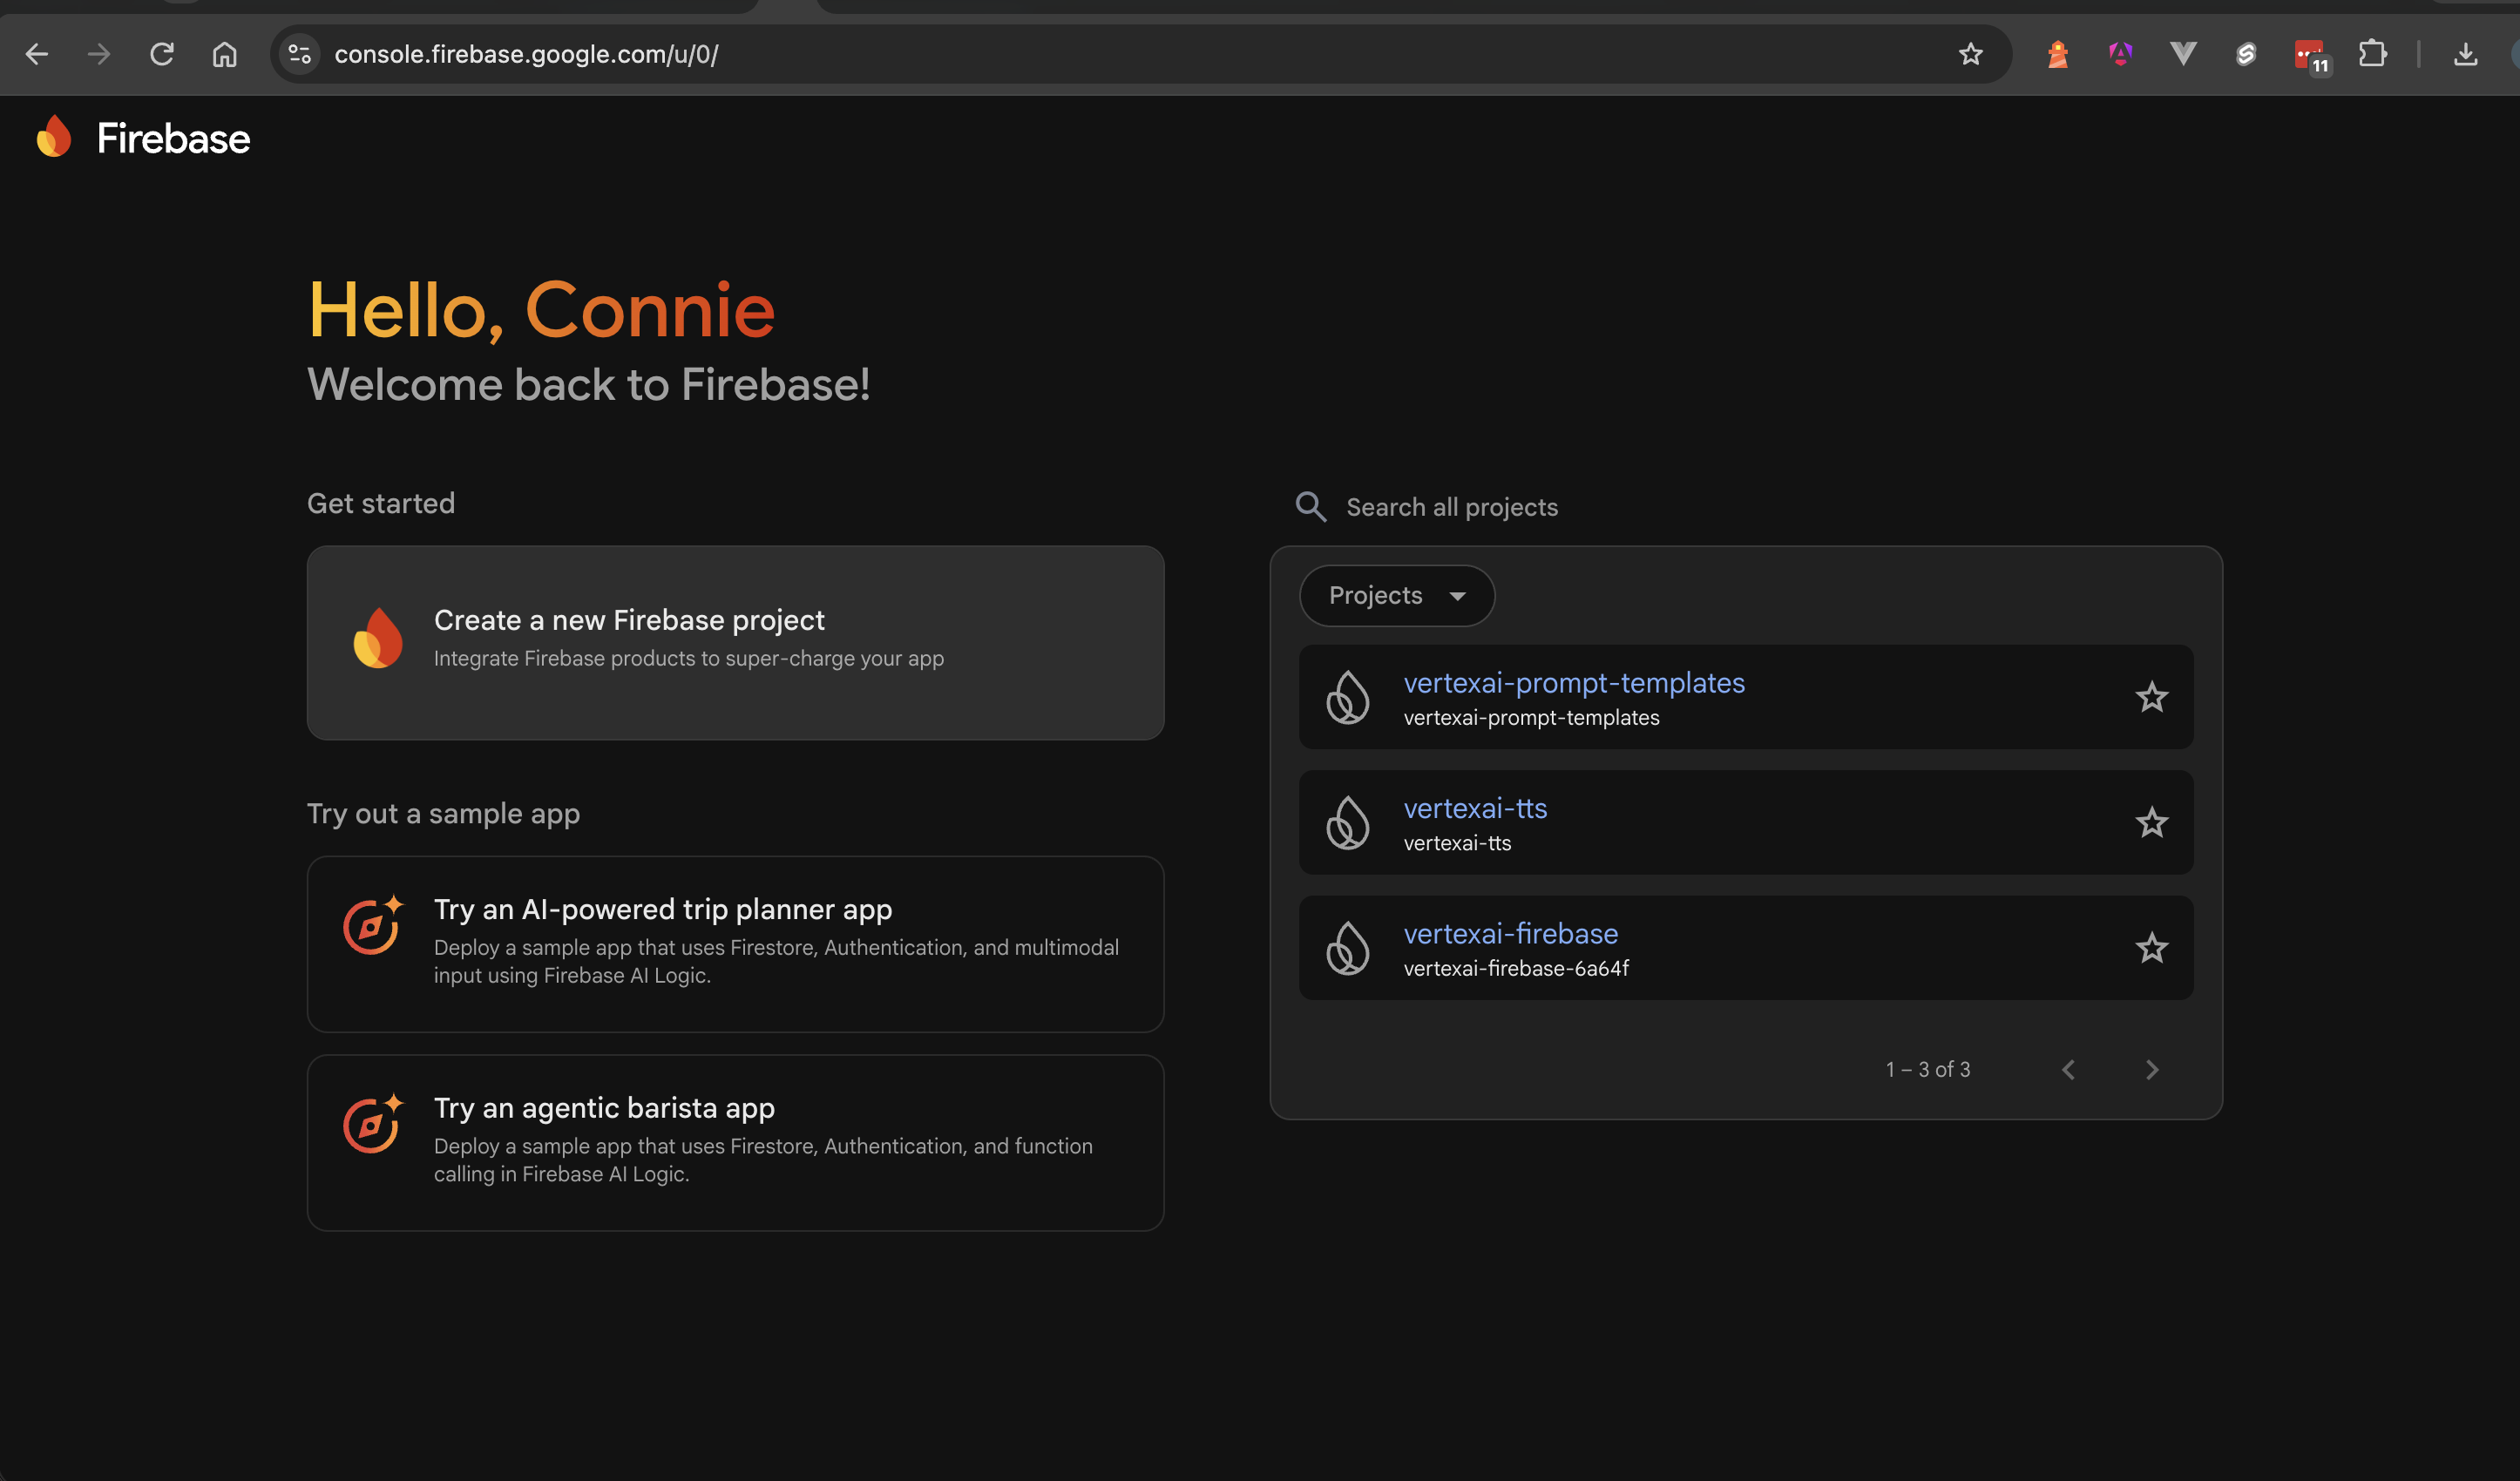 console.firebase.google.com/u/0/
11
Firebase
Hello, Connie
Welcome back to Firebase!
Get started
Create a new Firebase project
Integrate Firebase products to super-charge your app
Try out a sample app
Try an AI-powered trip planner app
Deploy a sample app that uses Firestore, Authentication, and multimodal
input using Firebase AI Logic.
Try an agentic barista app
Deploy a sample app that uses Firestore, Authentication, and function
calling in Firebase AI Logic.
Search all projects
Projects
vertexai-prompt-templates
vertexai-prompt-templates
vertexai-tts
vertexai-tts
vertexai-firebase
vertexai-firebase-6a64f
1 – 3 of 3